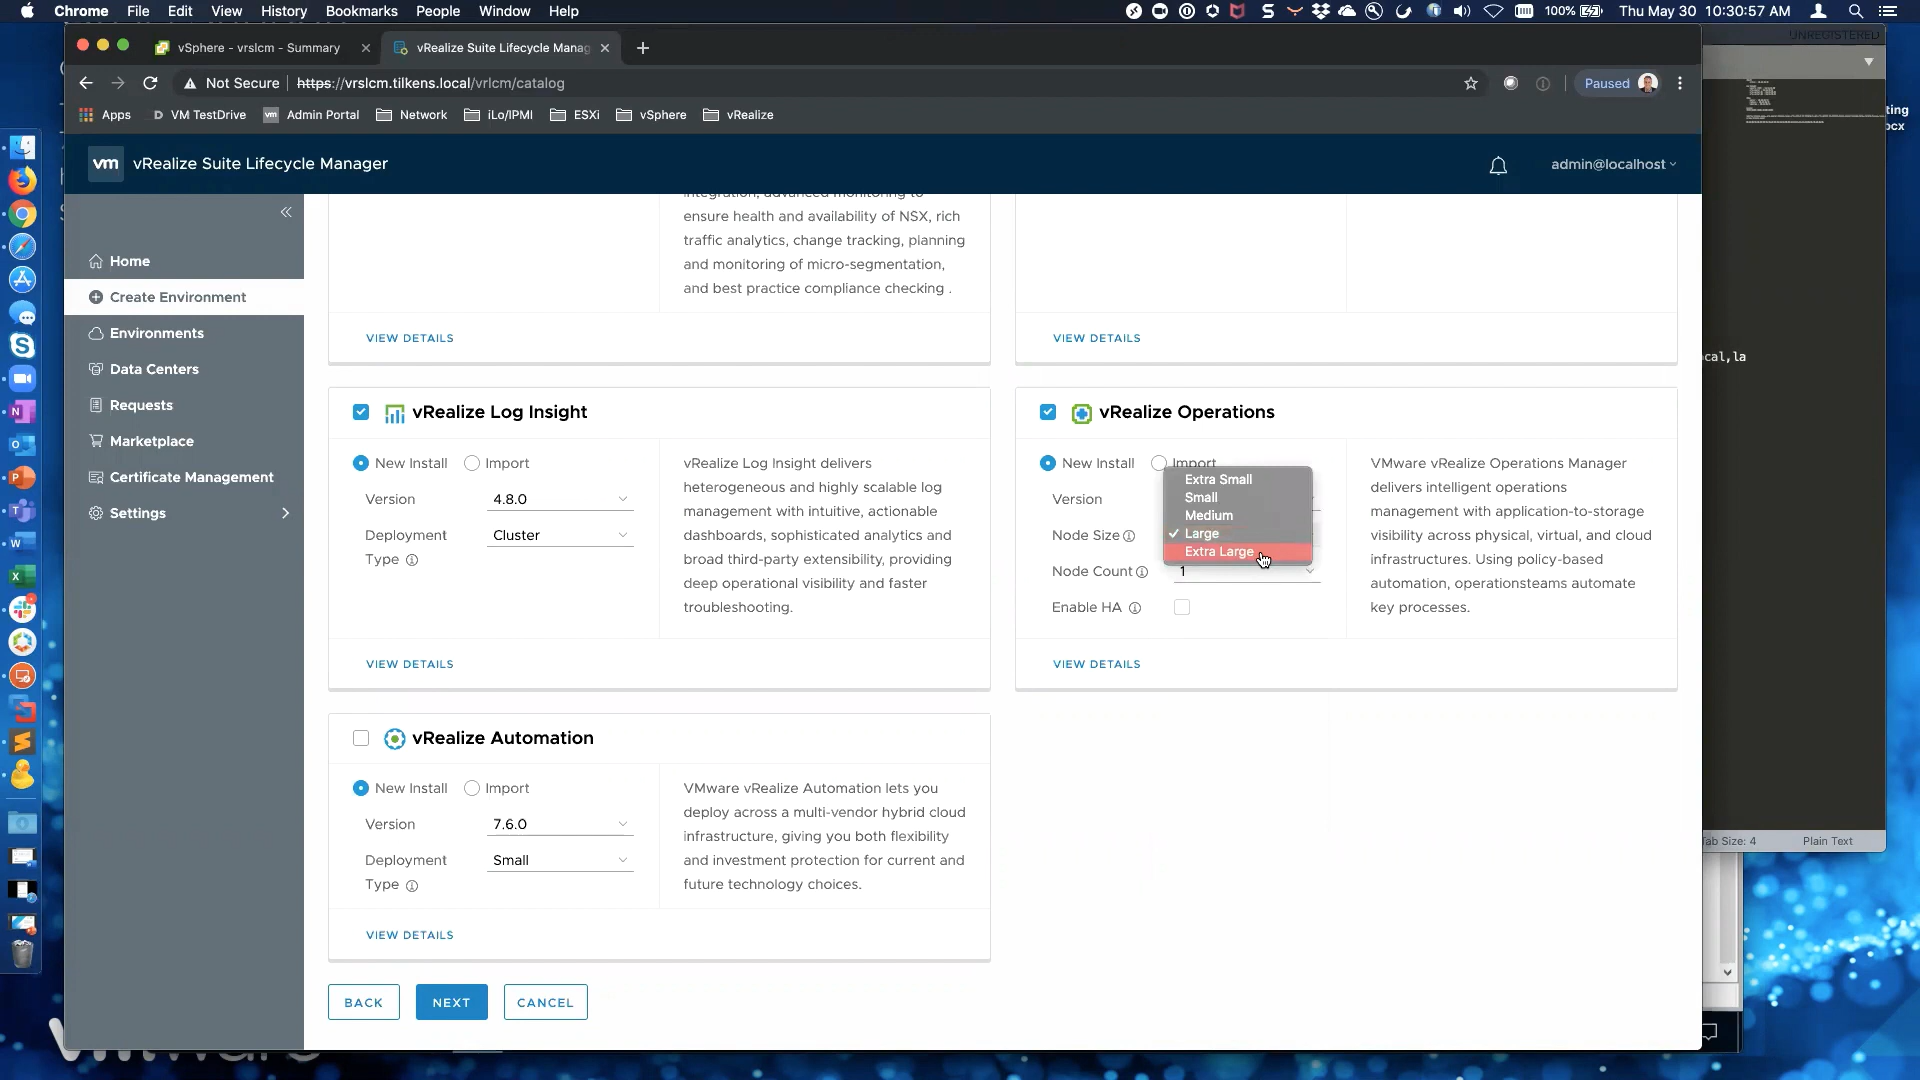 Chrome File Edit View History Bookmarks People Window Help
100% Thu May 30 10:30:57 AM
UNREGISTERED
vSphere - vrslcm - Summary
vRealize Suite Lifecycle Manag
Not Secure https://vrslcm.tilkens.local/vrlcm/catalog
Paused
Apps VM TestDrive Admin Portal Network iLo/IPMI ESXi vSphere vRealize
vm vRealize Suite Lifecycle Manager
admin@localhost
Home
Create Environment
Environments
Data Centers
Requests
Marketplace
Certificate Management
Settings
integration, advanced monitoring to
ensure health and availability of NSX, rich
traffic analytics, change tracking, planning
and monitoring of micro-segmentation,
and best practice compliance checking .
VIEW DETAILS
VIEW DETAILS
vRealize Log Insight
New Install Import
Version 4.8.0
Deployment Type Cluster
vRealize Log Insight delivers
heterogeneous and highly scalable log
management with intuitive, actionable
dashboards, sophisticated analytics and
broad third-party extensibility, providing
deep operational visibility and faster
troubleshooting.
VIEW DETAILS
vRealize Operations
New Install Import
Version
Node Size
Node Count 1
Enable HA
Extra Small
Small
Medium
✓ Large
Extra Large
VMware vRealize Operations Manager
delivers intelligent operations
management with application-to-storage
visibility across physical, virtual, and cloud
infrastructures. Using policy-based
automation, operationsteams automate
key processes.
VIEW DETAILS
vRealize Automation
New Install Import
Version 7.6.0
Deployment Type Small
VMware vRealize Automation lets you
deploy across a multi-vendor hybrid cloud
infrastructure, giving you both flexibility
and investment protection for current and
future technology choices.
VIEW DETAILS
BACK NEXT CANCEL
ting
ocx
cal,la
Tab Size: 4 Plain Text